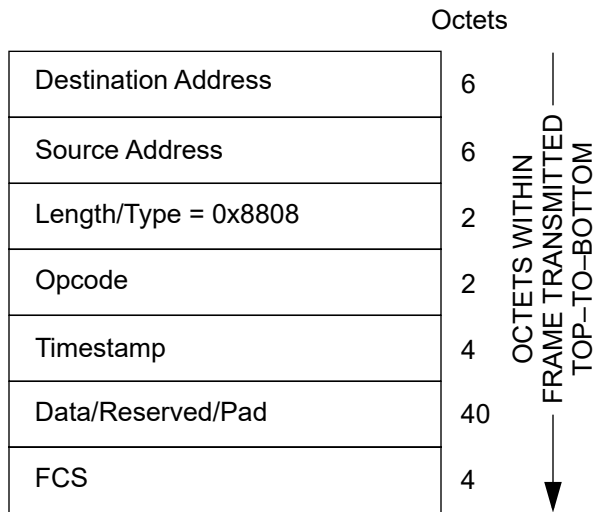 Octets
Destination Address 6
Source Address 6
Length/Type = 0x8808 2
Opcode 2
Timestamp 4
Data/Reserved/Pad 40
FCS 4
OCTETS WITHIN
FRAME TRANSMITTED
TOP–TO–BOTTOM